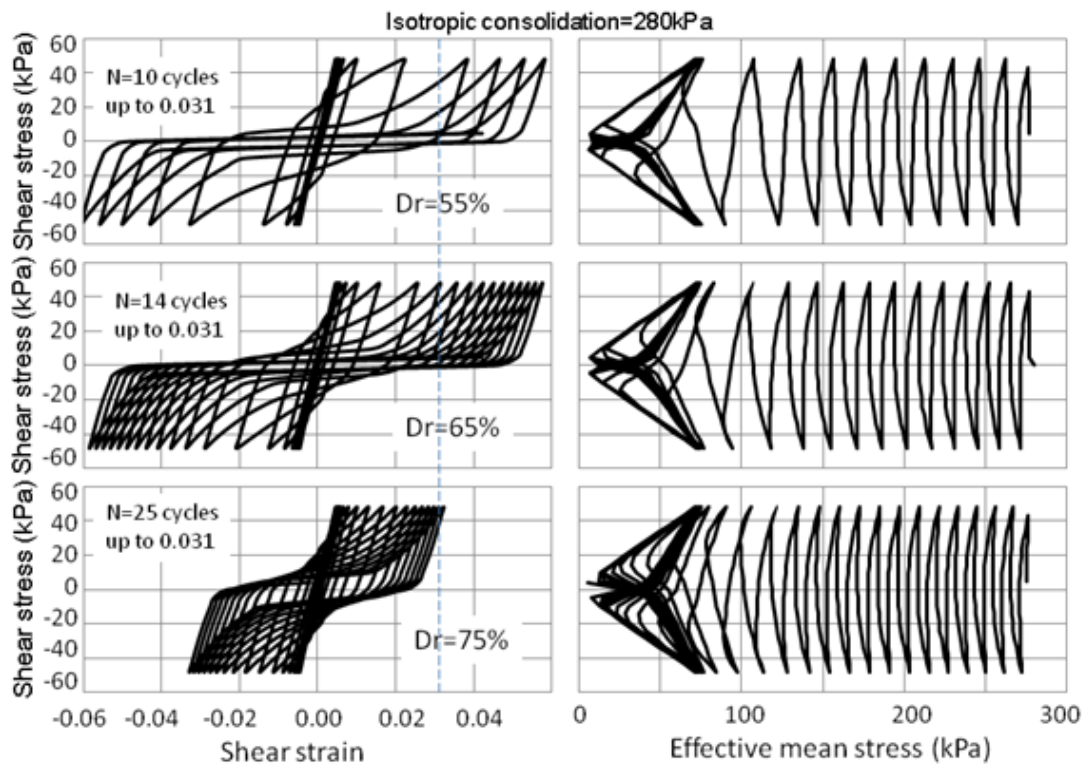 Isotropic consolidation=280kPa
Shear stress (kPa)
60
40
20
0
-20
-40
-60
N=10 cycles
up to 0.031
Dr=55%
Shear stress (kPa)
60
40
20
0
-20
-40
-60
N=14 cycles
up to 0.031
Dr=65%
Shear stress (kPa)
60
40
20
0
-20
-40
-60
N=25 cycles
up to 0.031
Dr=75%
-0.06 -0.04 -0.02 0.00 0.02 0.04
Shear strain
0 100 200 300
Effective mean stress (kPa)